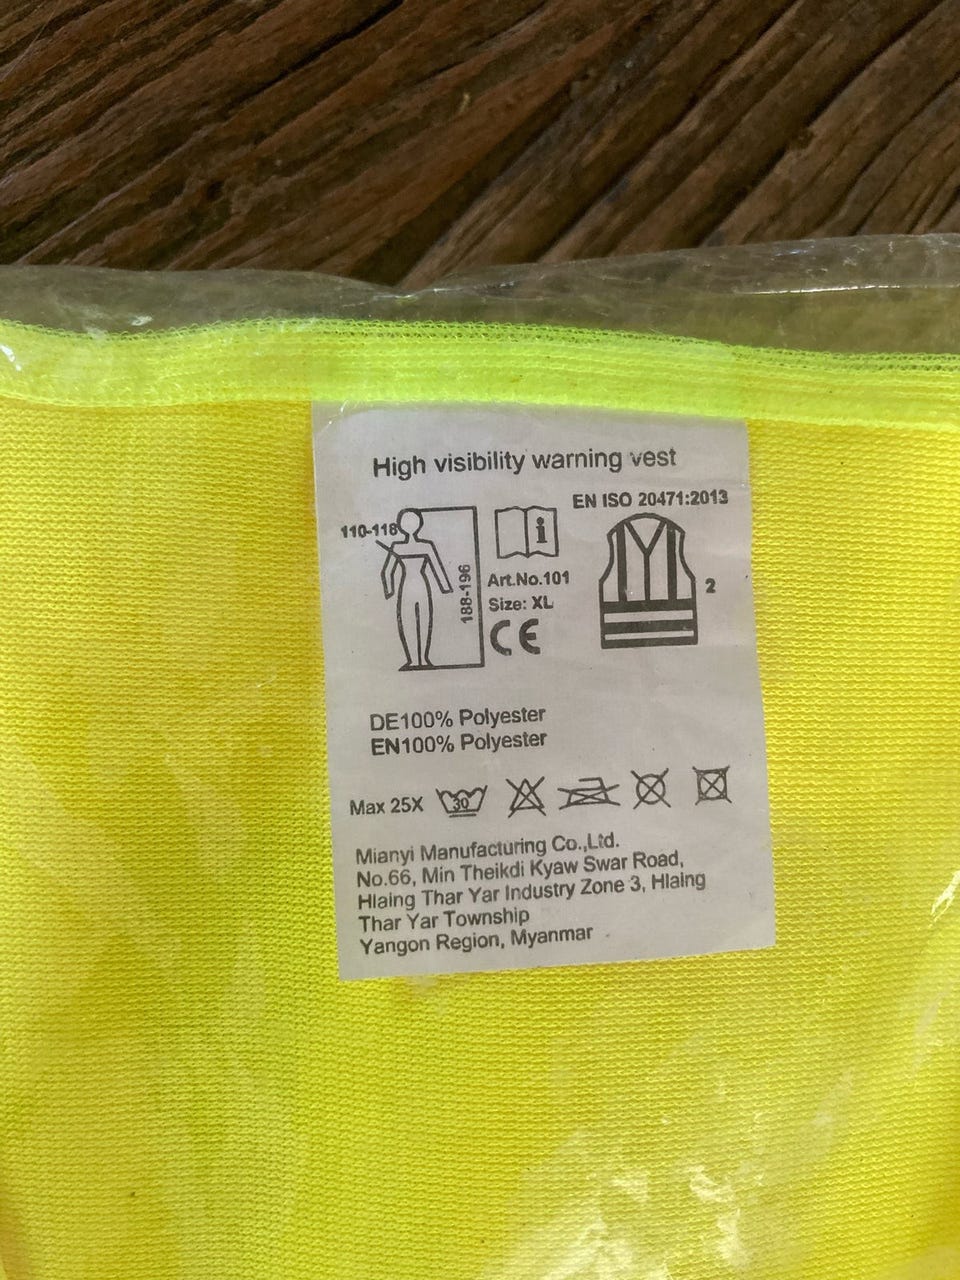 High visibility warning vest
EN ISO 20471:2013
110-118
188-196
i
Art.No.101
Size: XL
CE
2
DE100% Polyester
EN100% Polyester
Max 25X 30
Mianyi Manufacturing Co.,Ltd.
No.66, Min Theikdi Kyaw Swar Road,
Hlaing Thar Yar Industry Zone 3, Hlaing
Thar Yar Township
Yangon Region, Myanmar